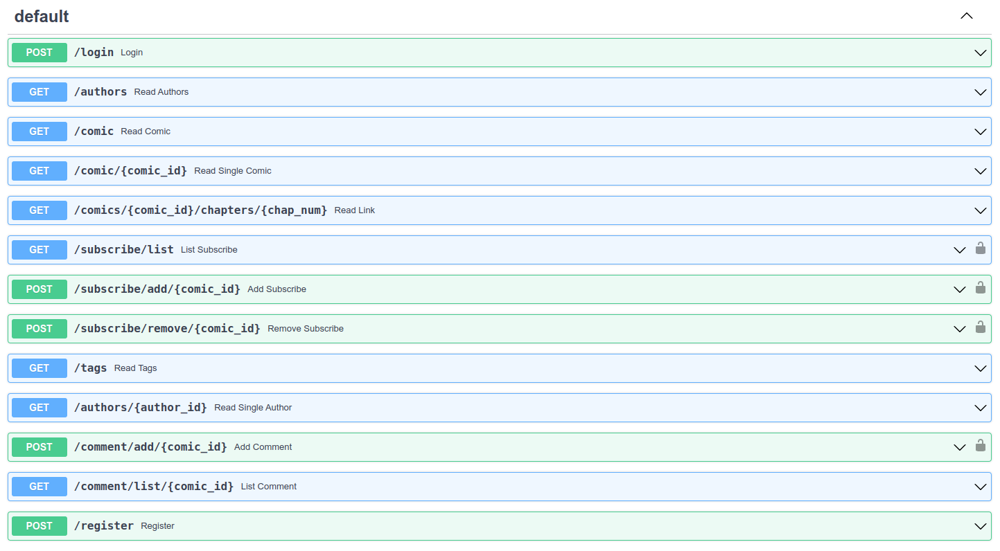 default
POST /login Login
GET /authors Read Authors
GET /comic Read Comic
GET /comic/{comic_id} Read Single Comic
GET /comics/{comic_id}/chapters/{chap_num} Read Link
GET /subscribe/list List Subscribe
POST /subscribe/add/{comic_id} Add Subscribe
POST /subscribe/remove/{comic_id} Remove Subscribe
GET /tags Read Tags
GET /authors/{author_id} Read Single Author
POST /comment/add/{comic_id} Add Comment
GET /comment/list/{comic_id} List Comment
POST /register Register